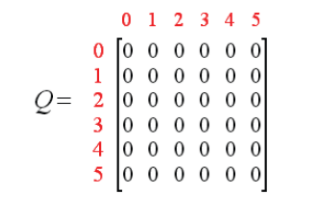 0 1 2 3 4 5
0 [0 0 0 0 0 0]
1 [0 0 0 0 0 0]
Q= 2 [0 0 0 0 0 0]
3 [0 0 0 0 0 0]
4 [0 0 0 0 0 0]
5 [0 0 0 0 0 0]